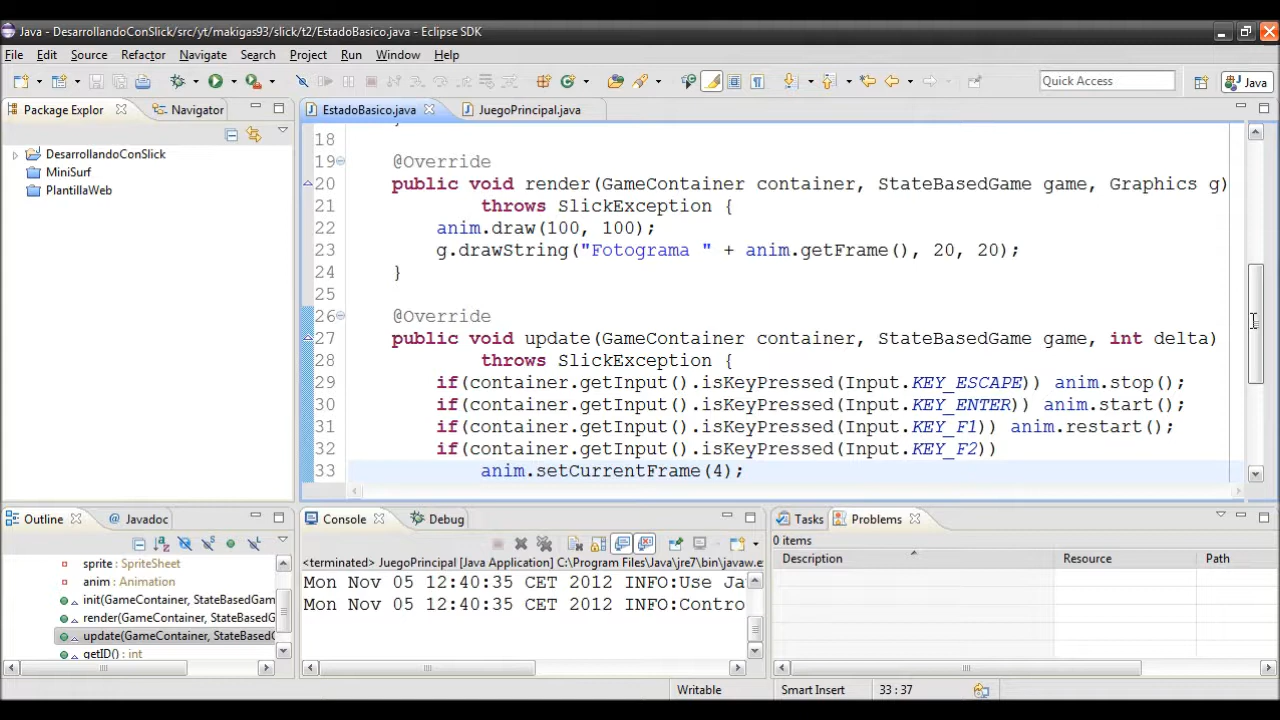 Java - DesarrollandoConSlick/src/yt/makigas93/slick/t2/EstadoBasico.java - Eclipse SDK
File Edit Source Refactor Navigate Search Project Run Window Help
Quick Access Java
Package Explor Navigator
DesarrollandoConSlick
MiniSurf
PlantillaWeb
EstadoBasico.java JuegoPrincipal.java
18
19 @Override
20 public void render(GameContainer container, StateBasedGame game, Graphics g)
21 throws SlickException {
22 anim.draw(100, 100);
23 g.drawString("Fotograma " + anim.getFrame(), 20, 20);
24 }
25
26 @Override
27 public void update(GameContainer container, StateBasedGame game, int delta)
28 throws SlickException {
29 if(container.getInput().isKeyPressed(Input.KEY_ESCAPE)) anim.stop();
30 if(container.getInput().isKeyPressed(Input.KEY_ENTER)) anim.start();
31 if(container.getInput().isKeyPressed(Input.KEY_F1)) anim.restart();
32 if(container.getInput().isKeyPressed(Input.KEY_F2))
33 anim.setCurrentFrame(4);
Outline Javadoc
sprite : SpriteSheet
anim : Animation
init(GameContainer, StateBasedGam
render(GameContainer, StateBased
update(GameContainer, StateBased
getID() : int
Console Debug
<terminated> JuegoPrincipal [Java Application] C:\Program Files\Java\jre7\bin\javaw.e
Mon Nov 05 12:40:35 CET 2012 INFO:Use Ja
Mon Nov 05 12:40:35 CET 2012 INFO:Contro
Tasks Problems
0 items
Description Resource Path
Writable Smart Insert 33 : 37